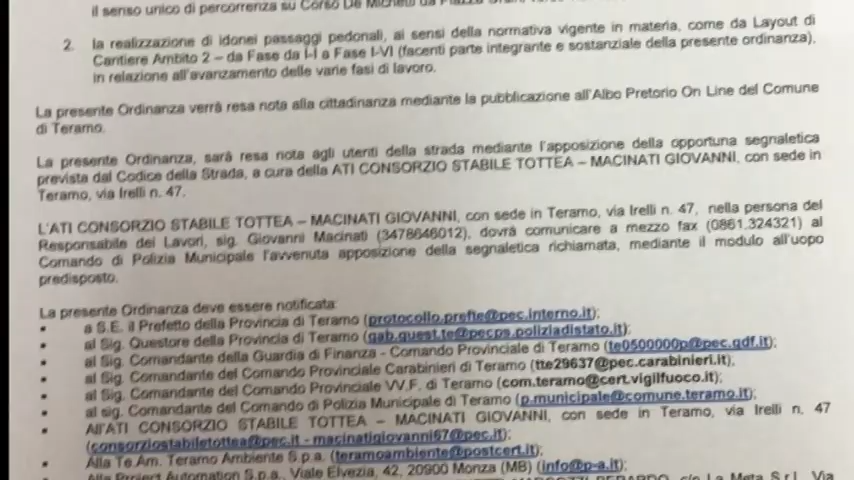 il senso unico di percorrenza su Corso De Michetti da Piazza
2. la realizzazione di idonei passaggi pedonali, ai sensi della normativa vigente in materia, come da Layout di
Cantiere Ambito 2 – da Fase da I-I a Fase I-VI (facenti parte integrante e sostanziale della presente ordinanza),
in relazione all'avanzamento delle varie fasi di lavoro.
La presente Ordinanza verrà resa nota alla cittadinanza mediante la pubblicazione all'Albo Pretorio On Line del Comune
di Teramo.
La presente Ordinanza, sarà resa nota agli utenti della strada mediante l'apposizione della opportuna segnaletica
prevista dal Codice della Strada, a cura della ATI CONSORZIO STABILE TOTTEA – MACINATI GIOVANNI, con sede in
Teramo, via Irelli n. 47.
L'ATI CONSORZIO STABILE TOTTEA – MACINATI GIOVANNI, con sede in Teramo, via Irelli n. 47, nella persona del
Responsabile dei Lavori, sig. Giovanni Macinati (3478646012), dovrà comunicare a mezzo fax (0861.324321) al
Comando di Polizia Municipale l'avvenuta apposizione della segnaletica richiamata, mediante il modulo all'uopo
predisposto.
La presente Ordinanza deve essere notificata:
• a S.E. il Prefetto della Provincia di Teramo (protocollo.prefte@pec.interno.it);
• al Sig. Questore della Provincia di Teramo (gab.quest.te@pecps.poliziadistato.it);
• al Sig. Comandante della Guardia di Finanza - Comando Provinciale di Teramo (te0500000p@pec.gdf.it);
• al Sig. Comandante del Comando Provinciale Carabinieri di Teramo (tte29637@pec.carabinieri.it);
• al Sig. Comandante del Comando Provinciale VV.F. di Teramo (com.teramo@cert.vigilfuoco.it);
• al sig. Comandante del Comando di Polizia Municipale di Teramo (p.municipale@comune.teramo.it);
• All'ATI CONSORZIO STABILE TOTTEA – MACINATI GIOVANNI, con sede in Teramo, via Irelli n. 47
(consorziostabiletottea@pec.it - macinatigiovanni67@pec.it);
• Alla Te.Am. Teramo Ambiente S.p.a. (teramoambiente@postcert.it);
Alla Project Automation S.p.a., Viale Elvezia, 42, 20900 Monza (MB) (info@p-a.it);
c/o La Meta S.r.l. Via